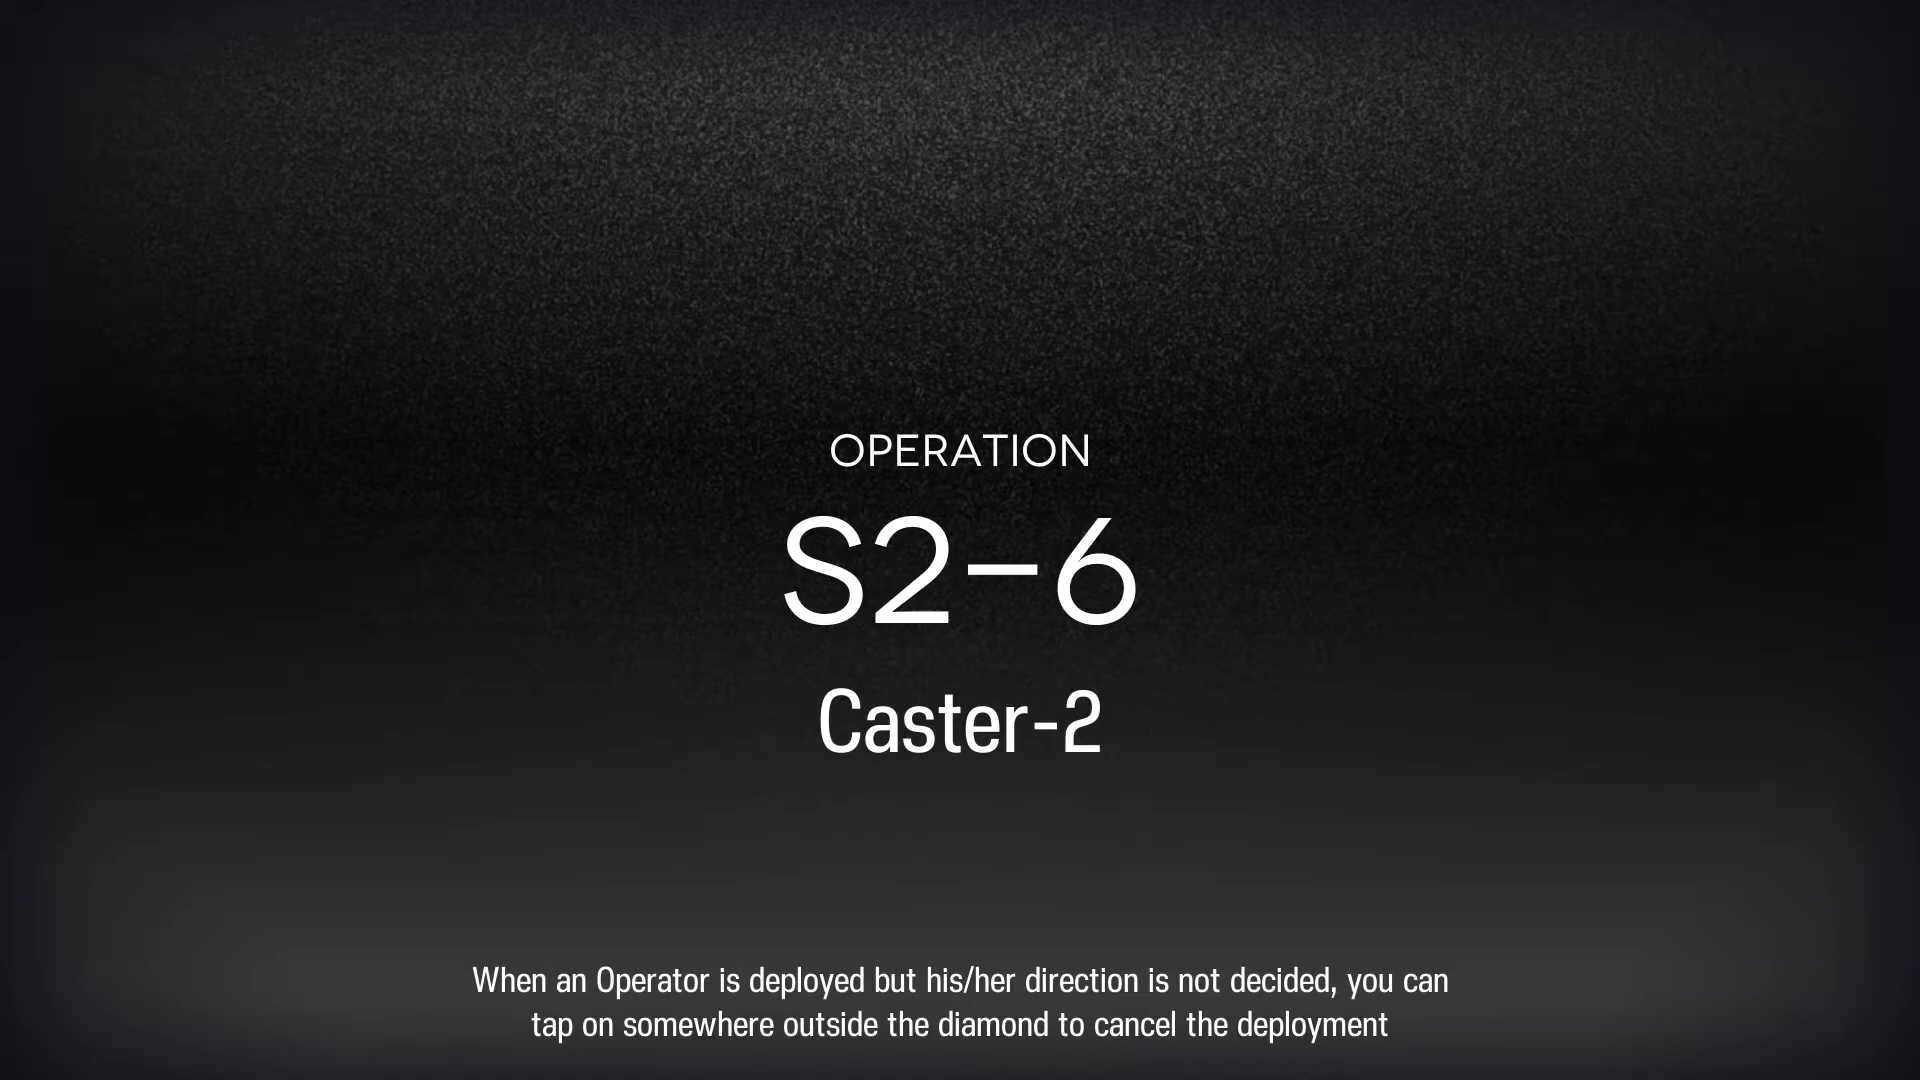 OPERATION
S2-6
Caster-2
When an Operator is deployed but his/her direction is not decided, you can
tap on somewhere outside the diamond to cancel the deployment